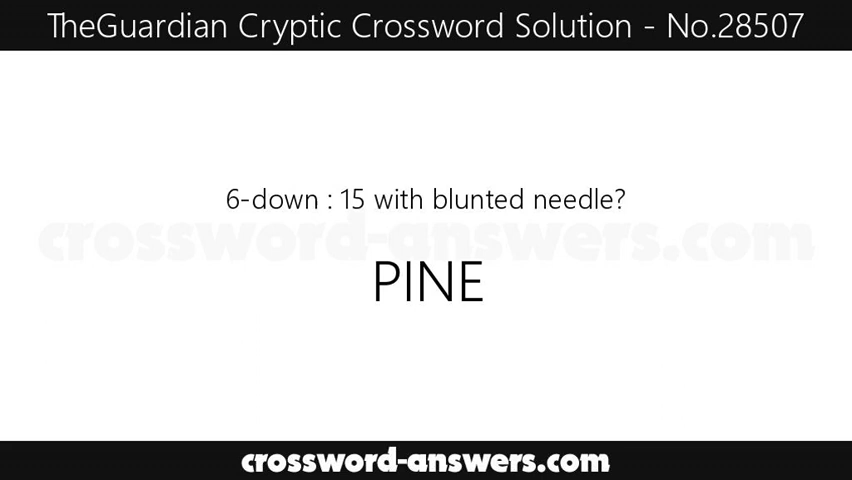 TheGuardian Cryptic Crossword Solution - No.28507
6-down : 15 with blunted needle?
crossword-answers.com
PINE
crossword-answers.com